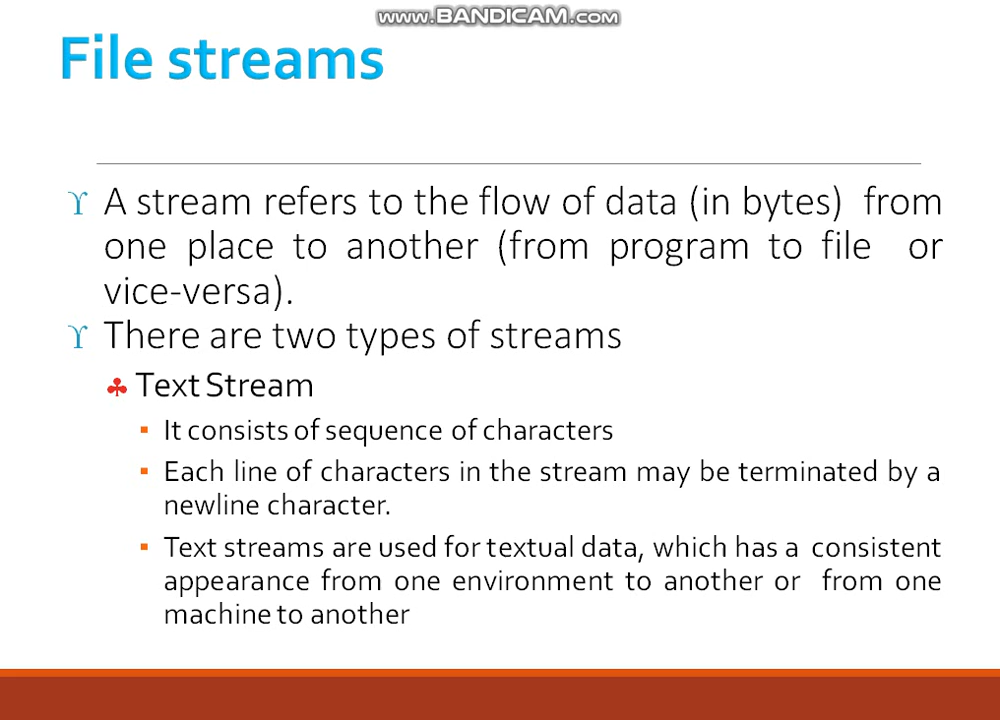 www.BANDICAM.com
File streams
A stream refers to the flow of data (in bytes) from
one place to another (from program to file or
vice-versa).
There are two types of streams
Text Stream
It consists of sequence of characters
Each line of characters in the stream may be terminated by a
newline character.
Text streams are used for textual data, which has a consistent
appearance from one environment to another or from one
machine to another